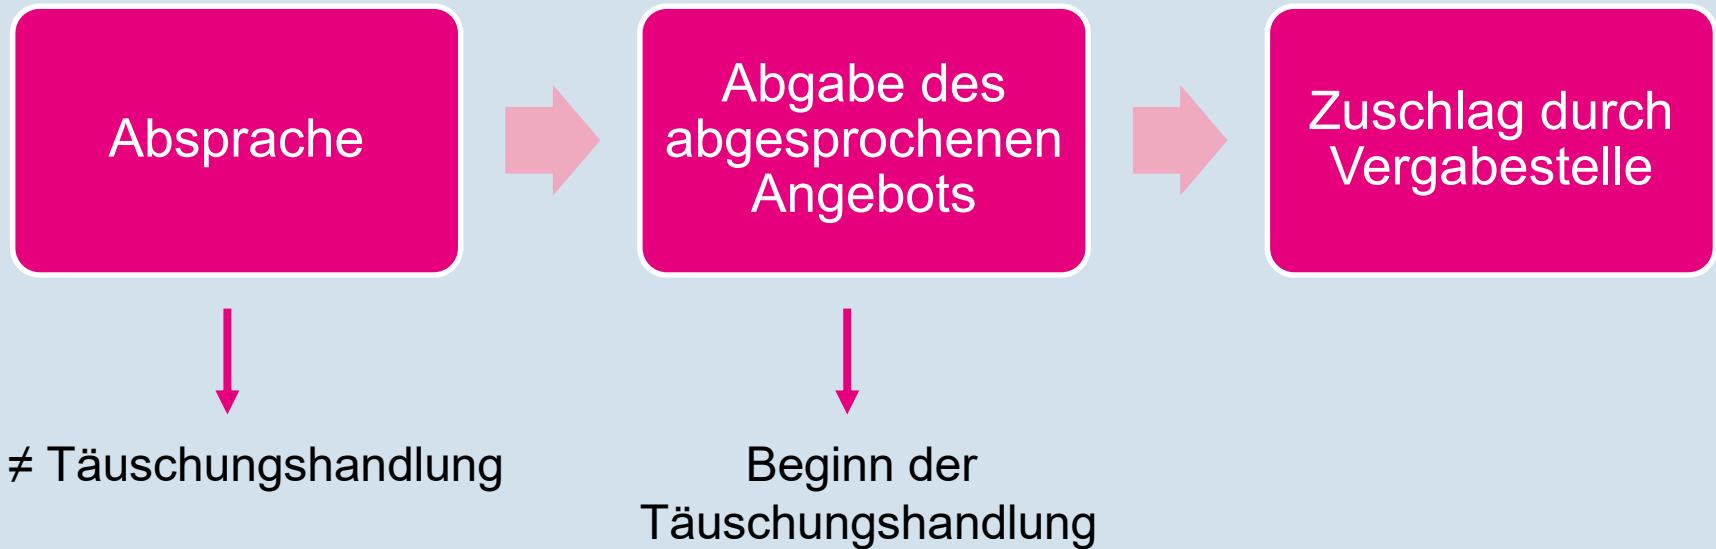 Absprache
Abgabe des
abgesprochenen
Angebots
Zuschlag durch
Vergabestelle
≠ Täuschungshandlung
Beginn der
Täuschungshandlung